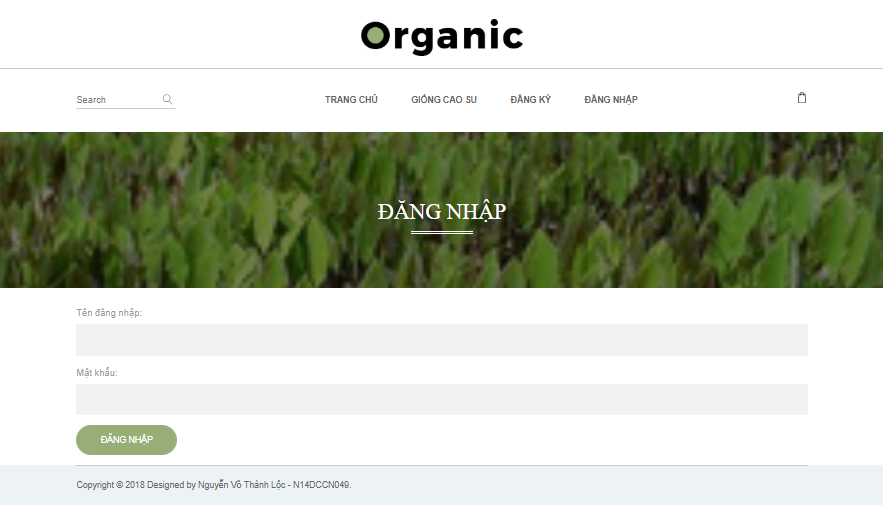 Organic
Search
TRANG CHỦ
GIỐNG CAO SU
ĐĂNG KÝ
ĐĂNG NHẬP
ĐĂNG NHẬP
Tên đăng nhập:
Mật khẩu:
ĐĂNG NHẬP
Copyright © 2018 Designed by Nguyễn Võ Thành Lộc - N14DCCN049.